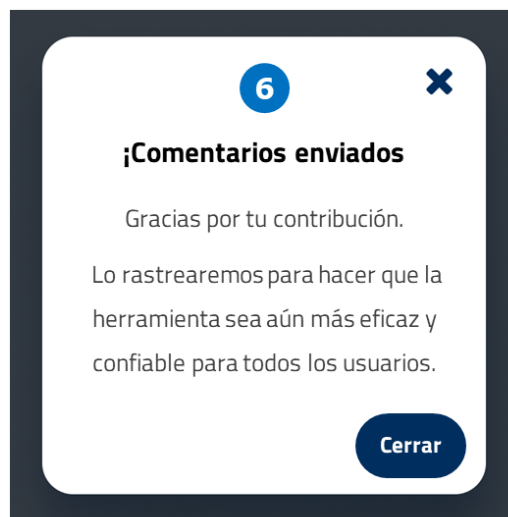 6
¡Comentarios enviados
Gracias por tu contribución.
Lo rastrearemos para hacer que la
herramienta sea aún más eficaz y
confiable para todos los usuarios.
Cerrar